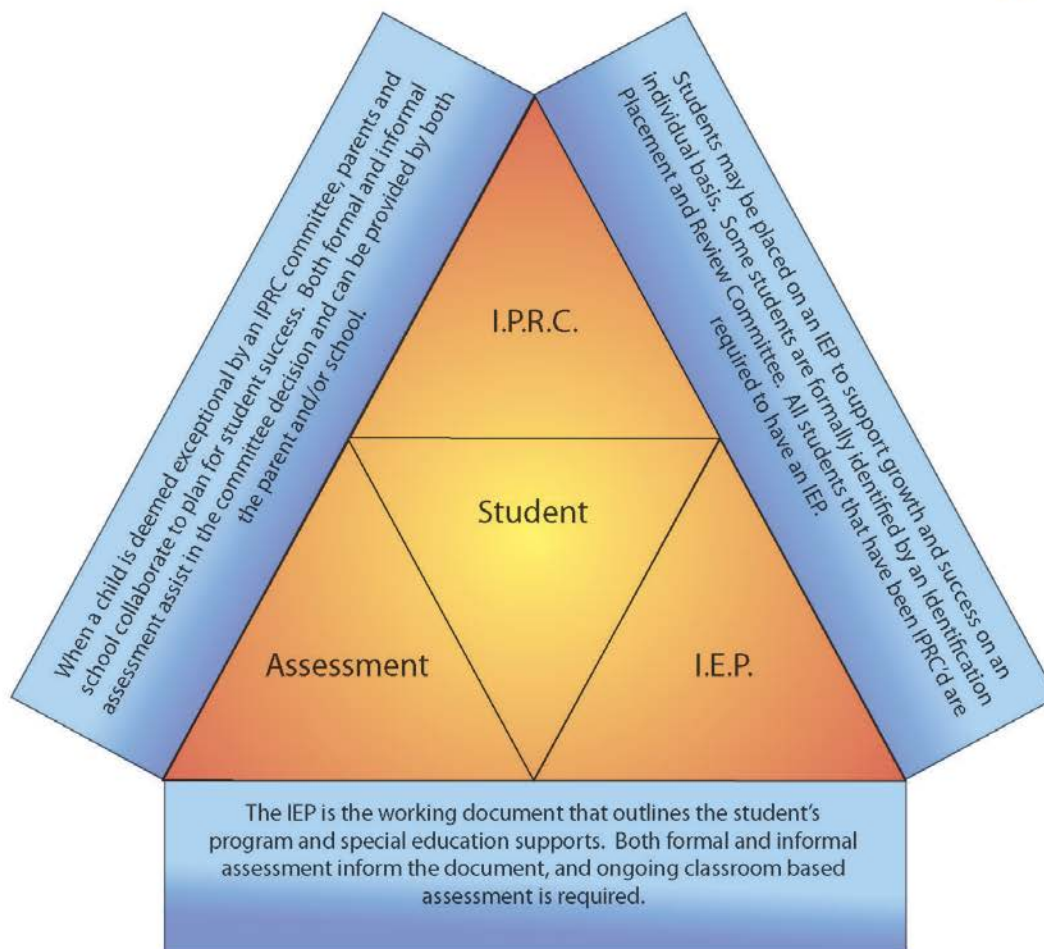 When a child is deemed exceptional by an IPRC committee, parents and
school collaborate to plan for student success. Both formal and informal
assessment assist in the committee decision and can be provided by both
the parent and/or school.
Students may be placed on an IEP to support growth and success on an
individual basis. Some students are formally identified by an Identification
Placement and Review Committee. All students that have been IPRC'd are
required to have an IEP.
I.P.R.C.
Student
Assessment
I.E.P.
The IEP is the working document that outlines the student's
program and special education supports. Both formal and informal
assessment inform the document, and ongoing classroom based
assessment is required.